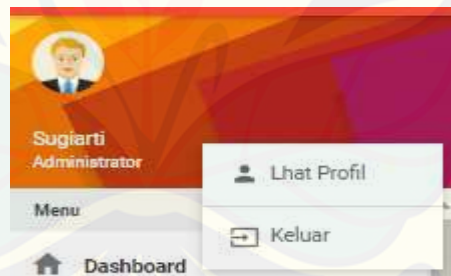 Sugiarti
Administrator
Lhat Profil
Menu
Keluar
Dashboard